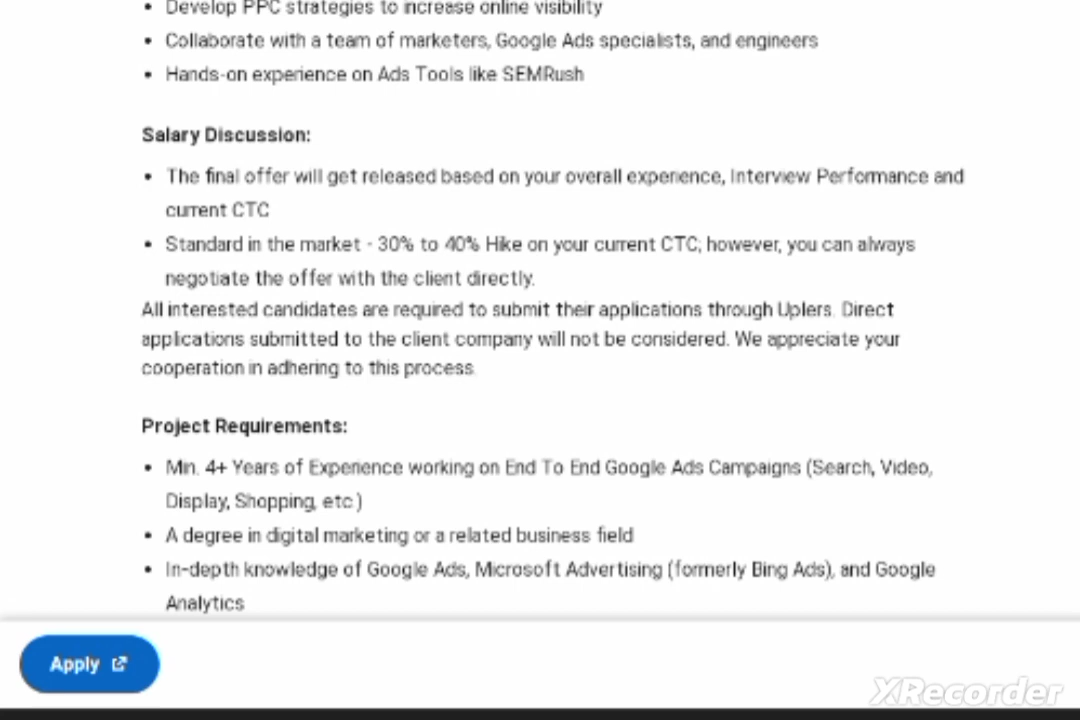 • Develop PPC strategies to increase online visibility
• Collaborate with a team of marketers, Google Ads specialists, and engineers
• Hands-on experience on Ads Tools like SEMRush
Salary Discussion:
• The final offer will get released based on your overall experience, Interview Performance and
current CTC
• Standard in the market - 30% to 40% Hike on your current CTC; however, you can always
negotiate the offer with the client directly.
All interested candidates are required to submit their applications through Uplers. Direct
applications submitted to the client company will not be considered. We appreciate your
cooperation in adhering to this process.
Project Requirements:
• Min. 4+ Years of Experience working on End To End Google Ads Campaigns (Search, Video,
Display, Shopping, etc.)
• A degree in digital marketing or a related business field
• In-depth knowledge of Google Ads, Microsoft Advertising (formerly Bing Ads), and Google
Analytics
Apply
XRecorder